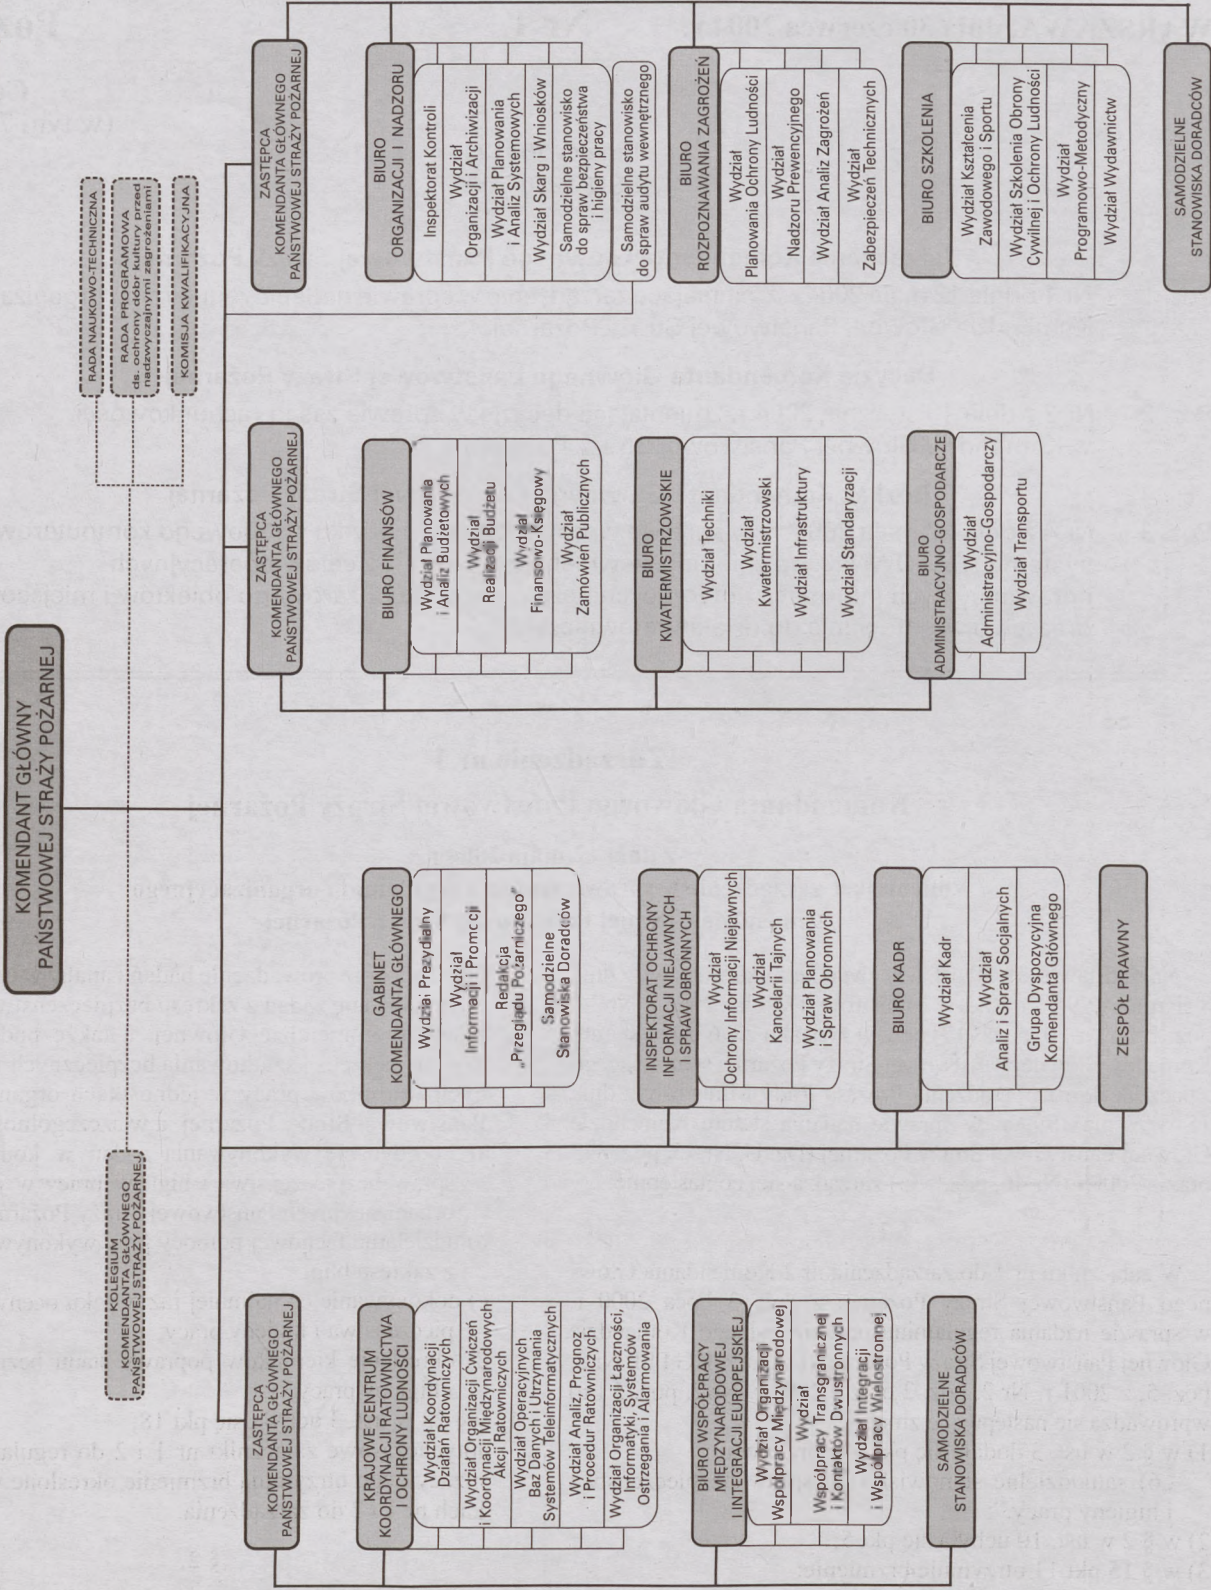 KOMENDANT GŁÓWNY
PAŃSTWOWEJ STRAŻY POŻARNEJ
KOLEGIUM
KOMENDANTA GŁÓWNEGO
PAŃSTWOWEJ STRAŻY POŻARNEJ
RADA NAUKOWO-TECHNICZNA
RADA PROGRAMOWA
ds. ochrony dóbr kultury przed
nadzwyczajnymi zagrożeniami
KOMISJA KWALIFIKACYJNA
ZASTĘPCA
KOMENDANTA GŁÓWNEGO
PAŃSTWOWEJ STRAŻY POŻARNEJ
KRAJOWE CENTRUM
KOORDYNACJI RATOWNICTWA
I OCHRONY LUDNOŚCI
Wydział Koordynacji
Działań Ratowniczych
Wydział Organizacji Ćwiczeń
i Koordynacji Międzynarodowych
Akcji Ratowniczych
Wydział Operacyjnych
Baz Danych i Utrzymania
Systemów Teleinformatycznych
Wydział Analiz, Prognoz
i Procedur Ratowniczych
Wydział Organizacji Łączności,
Informatyki, Systemów
Ostrzegania i Alarmowania
BIURO WSPÓŁPRACY
MIĘDZYNARODOWEJ
I INTEGRACJI EUROPEJSKIEJ
Wydział Organizacji
Współpracy Międzynarodowej
Wydział
Współpracy Transgranicznej
i Kontaktów Dwustronnych
Wydział Integracji
i Współpracy Wielostronnej
SAMODZIELNE
STANOWISKA DORADCÓW
GABINET
KOMENDANTA GŁÓWNEGO
Wydział Prezydialny
Wydział
Informacji i Promocji
Redakcja
„Przeglądu Pożarniczego”
Samodzielne
Stanowiska Doradców
INSPEKTORAT OCHRONY
INFORMACJI NIEJAWNYCH
I SPRAW OBRONNYCH
Wydział
Ochrony Informacji Niejawnych
Wydział
Kancelarii Tajnych
Wydział Planowania
i Spraw Obronnych
BIURO KADR
Wydział Kadr
Wydział
Analiz i Spraw Socjalnych
Grupa Dyspozycyjna
Komendanta Głównego
ZESPÓŁ PRAWNY
ZASTĘPCA
KOMENDANTA GŁÓWNEGO
PAŃSTWOWEJ STRAŻY POŻARNEJ
BIURO FINANSÓW
Wydział Planowania
i Analiz Budżetowych
Wydział
Realizacji Budżetu
Wydział
Finansowo-Księgowy
Wydział
Zamówień Publicznych
BIURO
KWATERMISTRZOWSKIE
Wydział Techniki
Wydział
Kwatermistrzowski
Wydział Infrastruktury
Wydział Standaryzacji
BIURO
ADMINISTRACYJNO-GOSPODARCZE
Wydział
Administracyjno-Gospodarczy
Wydział Transportu
ZASTĘPCA
KOMENDANTA GŁÓWNEGO
PAŃSTWOWEJ STRAŻY POŻARNEJ
BIURO
ORGANIZACJI I NADZORU
Inspektorat Kontroli
Wydział
Organizacji i Archiwizacji
Wydział Planowania
i Analiz Systemowych
Wydział Skarg i Wniosków
Samodzielne stanowisko
do spraw bezpieczeństwa
i higieny pracy
Samodzielne stanowisko
do spraw audytu wewnętrznego
BIURO
ROZPOZNAWANIA ZAGROŻEŃ
Wydział
Planowania Ochrony Ludności
Wydział
Nadzoru Prewencyjnego
Wydział Analiz Zagrożeń
Wydział
Zabezpieczeń Technicznych
BIURO SZKOLENIA
Wydział Kształcenia
Zawodowego i Sportu
Wydział Szkolenia Obrony
Cywilnej i Ochrony Ludności
Wydział
Programowo-Metodyczny
Wydział Wydawnictw
SAMODZIELNE
STANOWISKA DORADCÓW